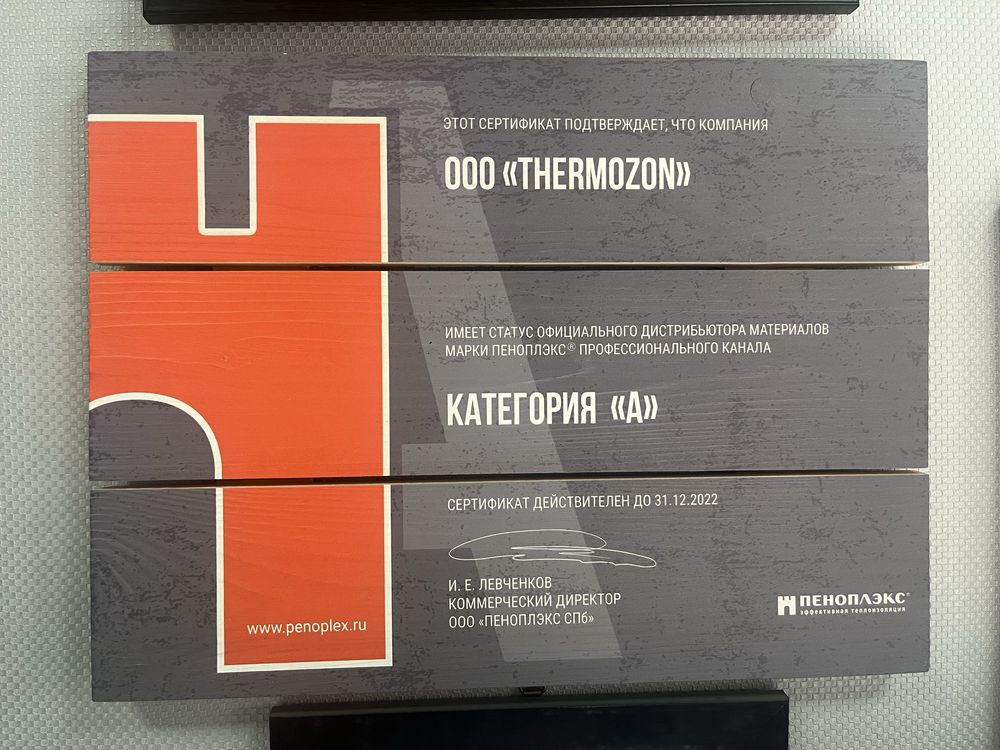 ЭТОТ СЕРТИФИКАТ ПОДТВЕРЖДАЕТ, ЧТО КОМПАНИЯ
ООО «THERMOZON»
ИМЕЕТ СТАТУС ОФИЦИАЛЬНОГО ДИСТРИБЬЮТОРА МАТЕРИАЛОВ
МАРКИ ПЕНОПЛЭКС® ПРОФЕССИОНАЛЬНОГО КАНАЛА
КАТЕГОРИЯ «А»
СЕРТИФИКАТ ДЕЙСТВИТЕЛЕН ДО 31.12.2022
И. Е. ЛЕВЧЕНКОВ
КОММЕРЧЕСКИЙ ДИРЕКТОР
ООО «ПЕНОПЛЭКС СПб»
www.penoplex.ru
ПЕНОПЛЭКС®
эффективная теплоизоляция